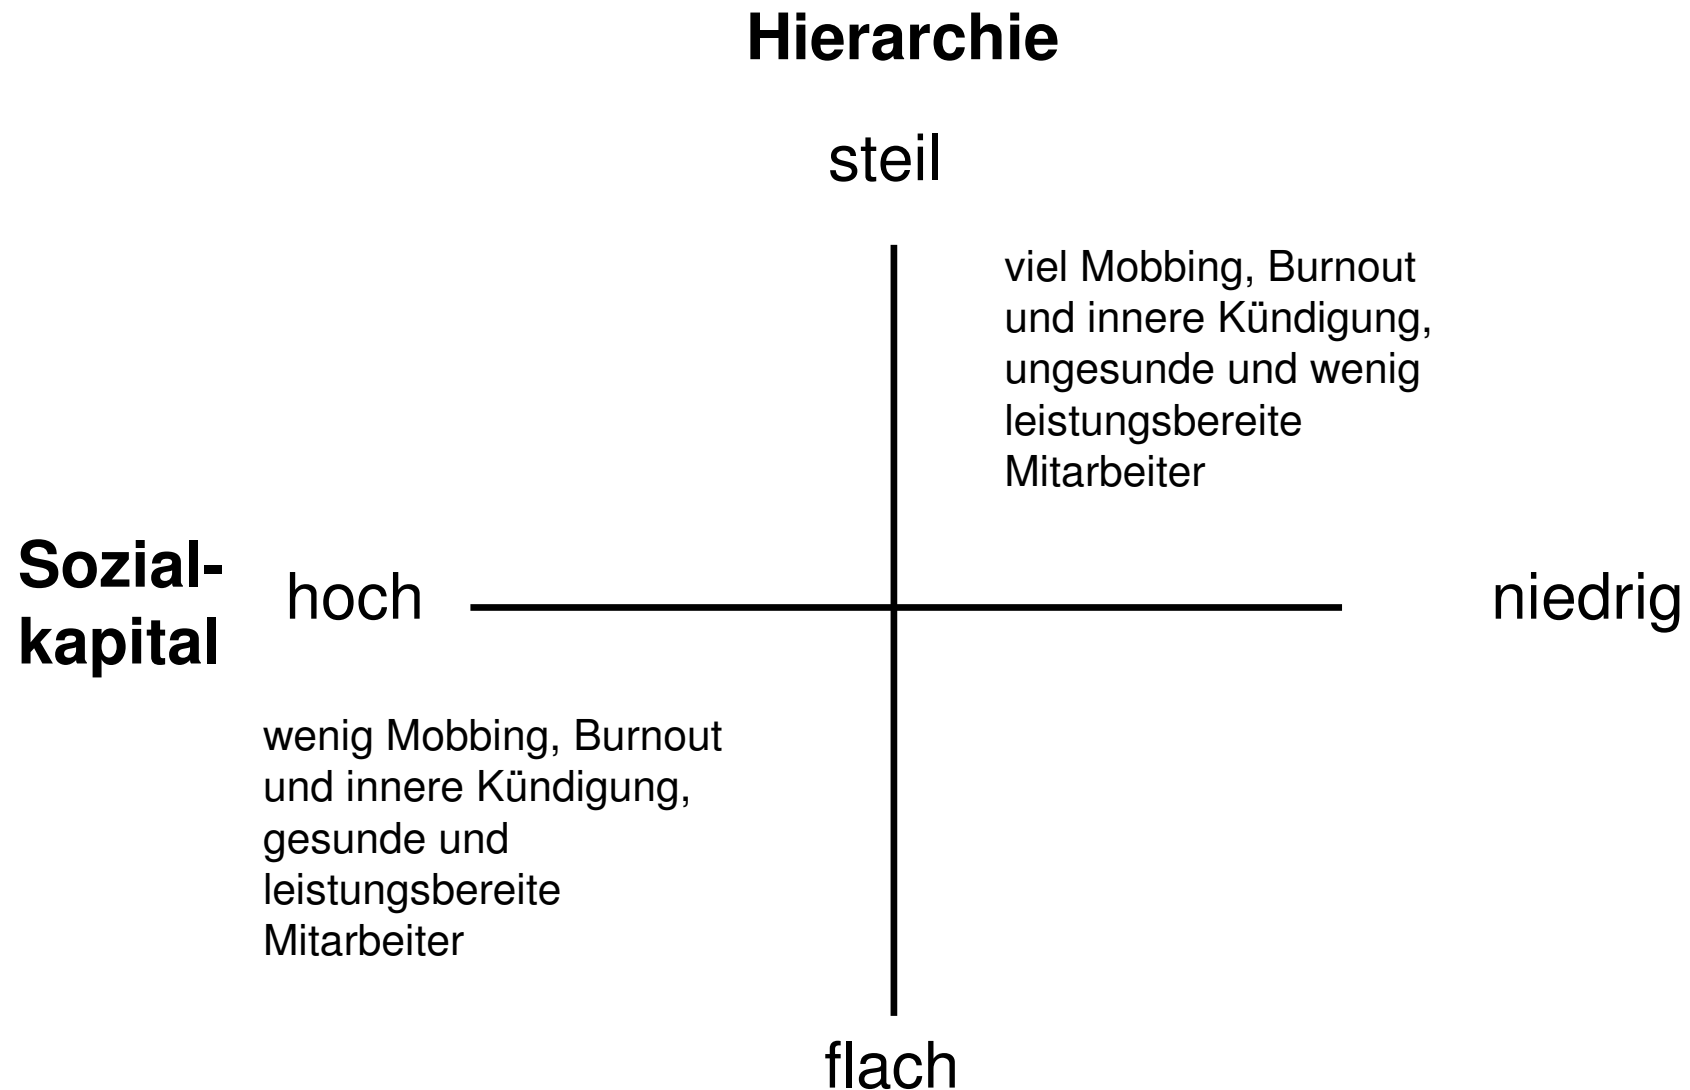 Hierarchie
steil
viel Mobbing, Burnout
und innere Kündigung,
ungesunde und wenig
leistungsbereite
Mitarbeiter
Sozial-
kapital
hoch
niedrig
wenig Mobbing, Burnout
und innere Kündigung,
gesunde und
leistungsbereite
Mitarbeiter
flach